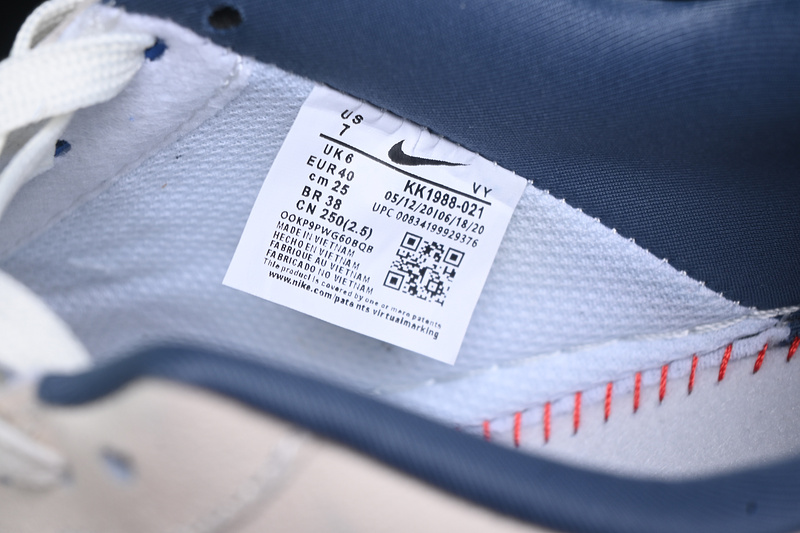 US
7
UK 6
EUR 40
cm 25
BR 38
CN 250(2.5)
VY
KK1988-021
05/12/20 06/18/20
UPC 00834199929376
OOKP9PWG60BQ8
MADE IN VIETNAM
HECHO EN VIETNAM
FABRIQUE AU VIETNAM
FABRICADO NO VIETNAM
This product is covered by one or more patents
www.nike.com/patents virtualmarking